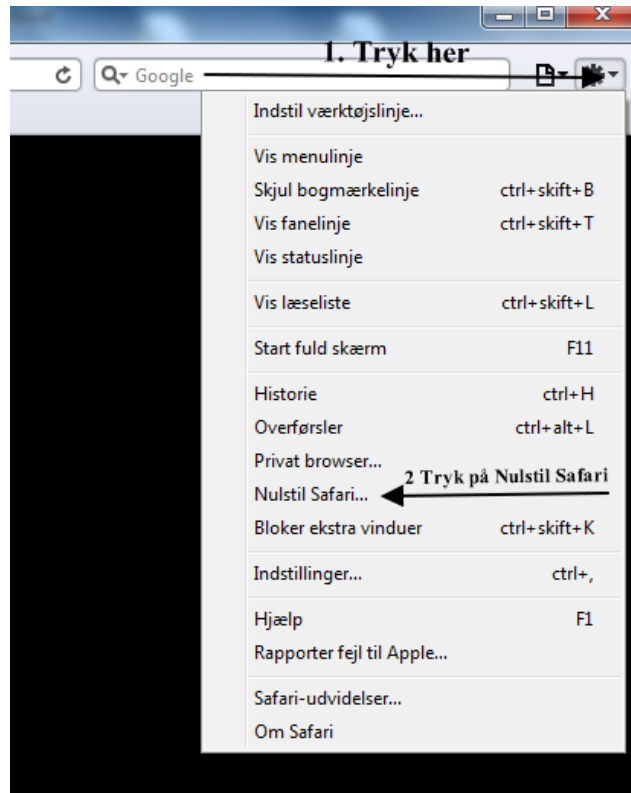 1. Tryk her
Google
Indstil værktøjslinje...
Vis menulinje
Skjul bogmærkelinje ctrl+skift+B
Vis fanelinje ctrl+skift+T
Vis statuslinje
Vis læseliste ctrl+skift+L
Start fuld skærm F11
Historie ctrl+H
Overførsler ctrl+alt+L
Privat browser...
2 Tryk på Nulstil Safari
Nulstil Safari...
Bloker ekstra vinduer ctrl+skift+K
Indstillinger... ctrl+,
Hjælp F1
Rapporter fejl til Apple...
Safari-udvidelser...
Om Safari